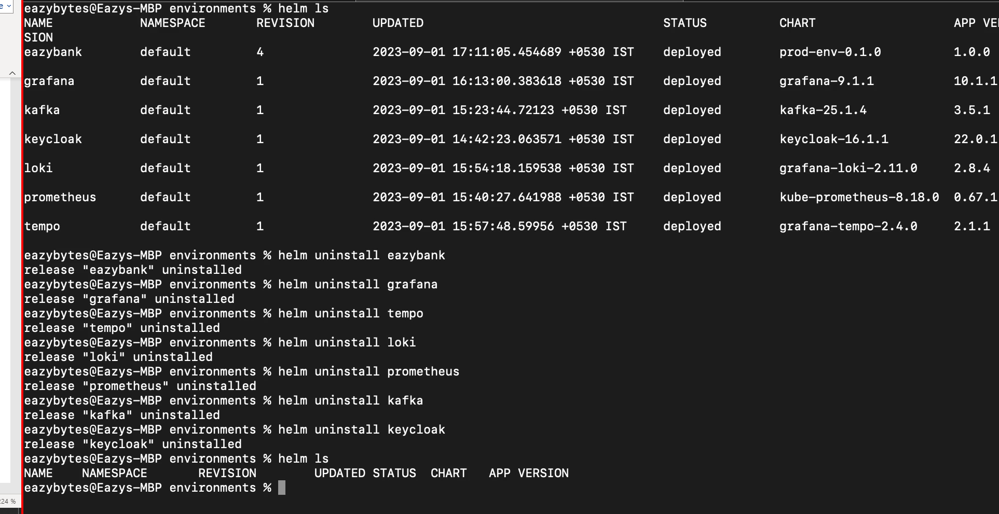 eazybytes@Eazys-MBP environments % helm ls
NAME NAMESPACE REVISION UPDATED STATUS CHART APP VER
SION
eazybank default 4 2023-09-01 17:11:05.454689 +0530 IST deployed prod-env-0.1.0 1.0.0
grafana default 1 2023-09-01 16:13:00.383618 +0530 IST deployed grafana-9.1.1 10.1.1
kafka default 1 2023-09-01 15:23:44.72123 +0530 IST deployed kafka-25.1.4 3.5.1
keycloak default 1 2023-09-01 14:42:23.063571 +0530 IST deployed keycloak-16.1.1 22.0.1
loki default 1 2023-09-01 15:54:18.159538 +0530 IST deployed grafana-loki-2.11.0 2.8.4
prometheus default 1 2023-09-01 15:40:27.641988 +0530 IST deployed kube-prometheus-8.18.0 0.67.1
tempo default 1 2023-09-01 15:57:48.59956 +0530 IST deployed grafana-tempo-2.4.0 2.1.1
eazybytes@Eazys-MBP environments % helm uninstall eazybank
release "eazybank" uninstalled
eazybytes@Eazys-MBP environments % helm uninstall grafana
release "grafana" uninstalled
eazybytes@Eazys-MBP environments % helm uninstall tempo
release "tempo" uninstalled
eazybytes@Eazys-MBP environments % helm uninstall loki
release "loki" uninstalled
eazybytes@Eazys-MBP environments % helm uninstall prometheus
release "prometheus" uninstalled
eazybytes@Eazys-MBP environments % helm uninstall kafka
release "kafka" uninstalled
eazybytes@Eazys-MBP environments % helm uninstall keycloak
release "keycloak" uninstalled
eazybytes@Eazys-MBP environments % helm ls
NAME NAMESPACE REVISION UPDATED STATUS CHART APP VERSION
eazybytes@Eazys-MBP environments %
224 %